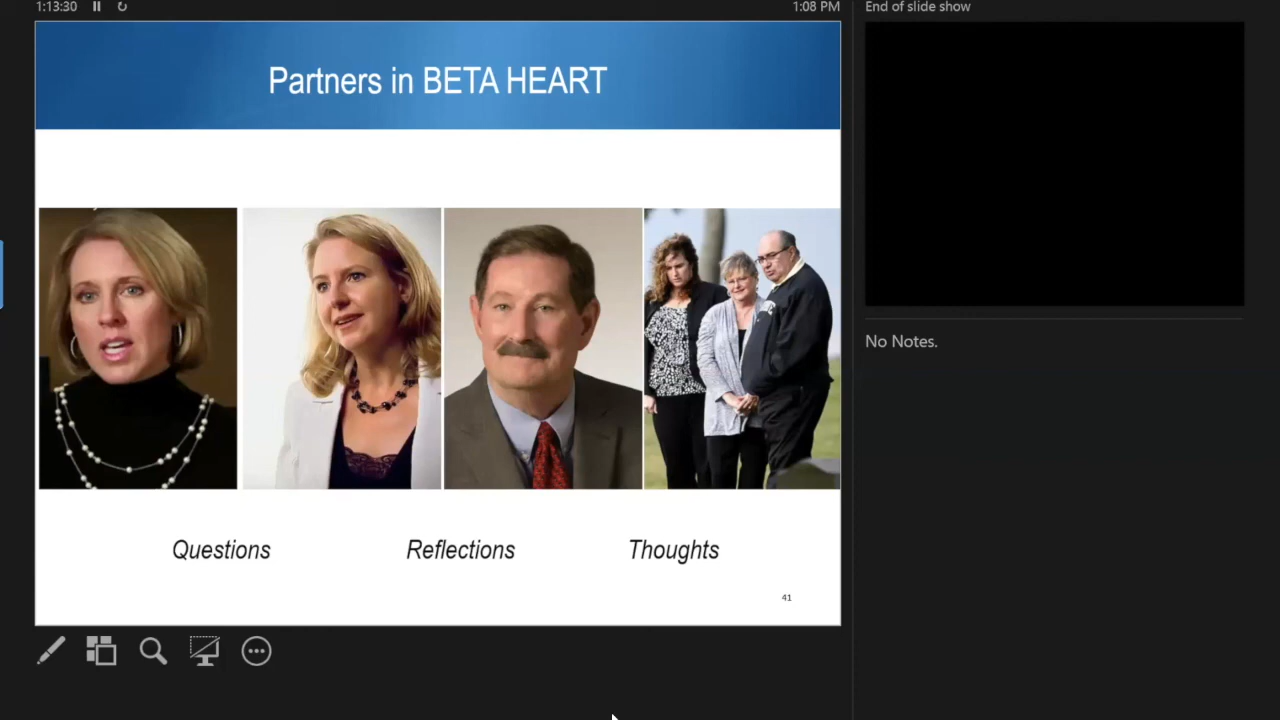 1:13:30
1:08 PM
End of slide show
Partners in BETA HEART
No Notes.
Questions Reflections Thoughts
41